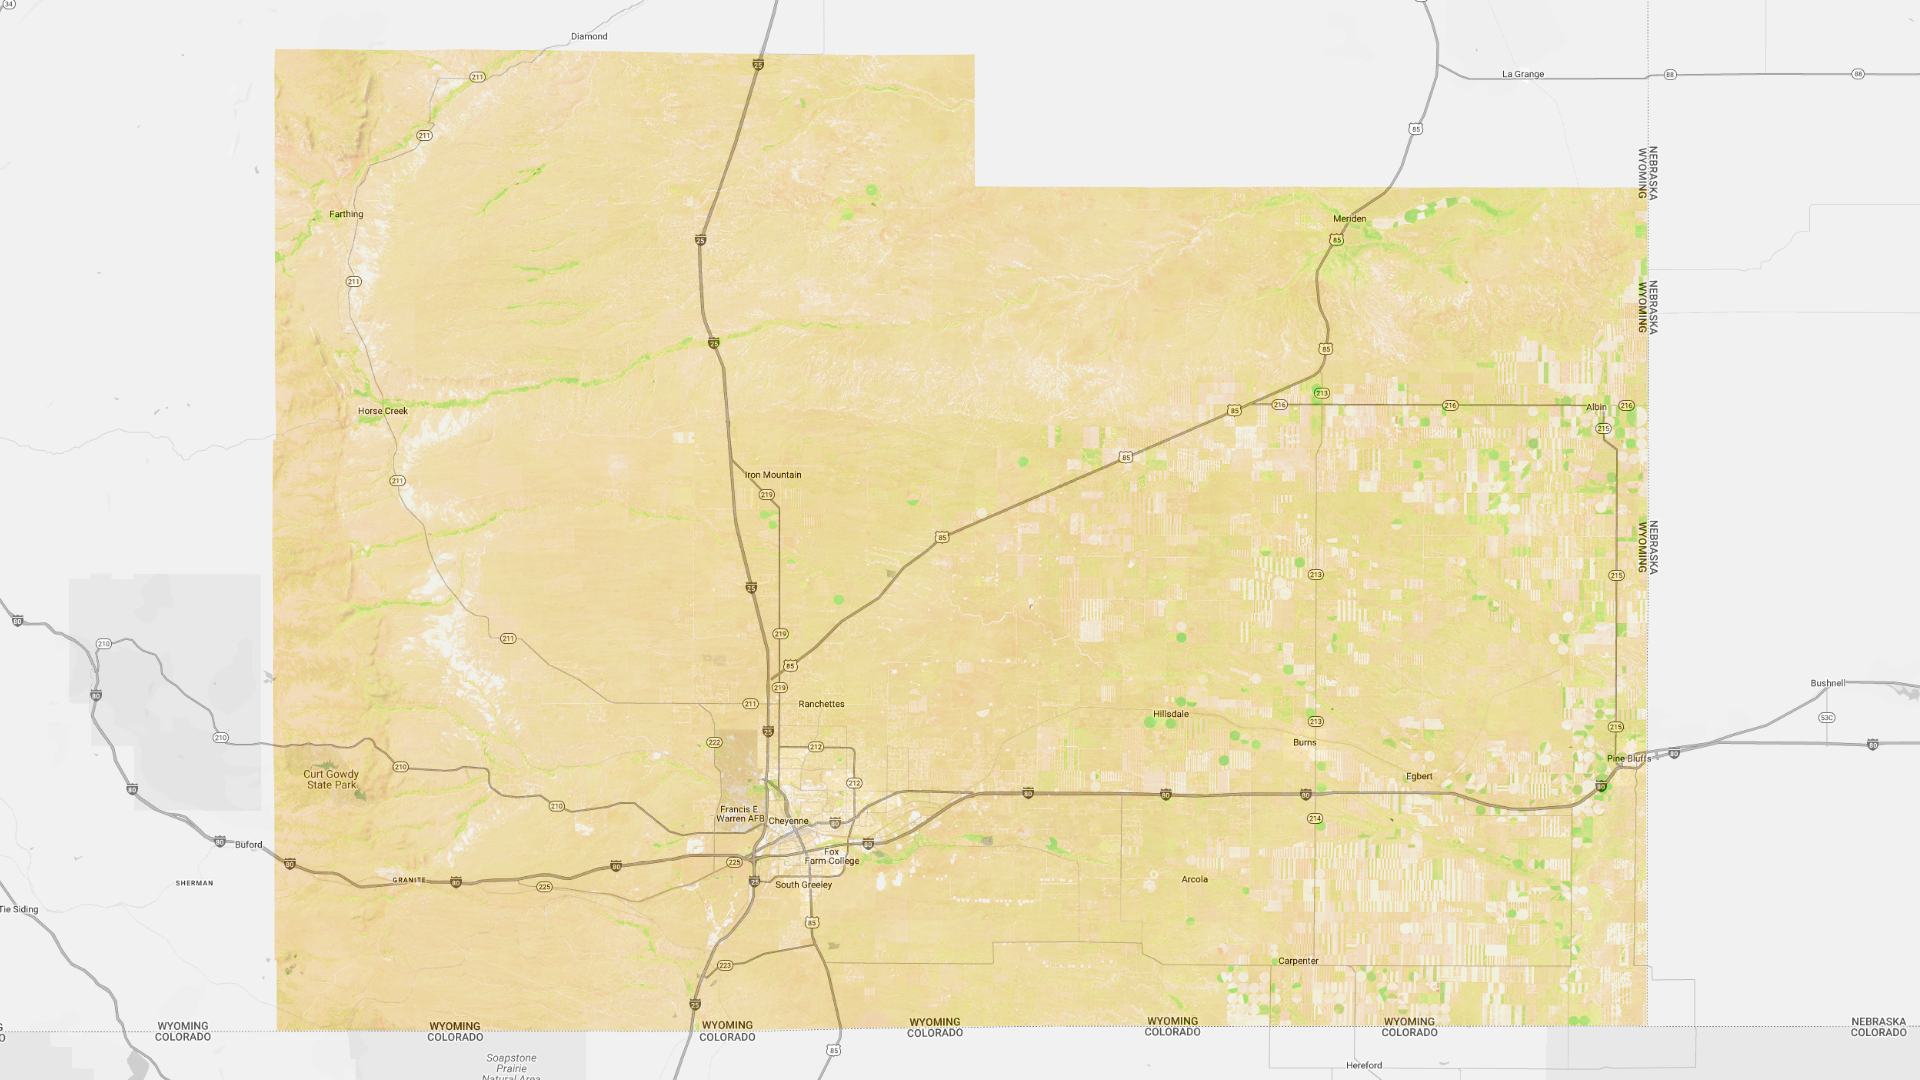 34
Diamond
25
211
La Grange
88
88
211
85
NEBRASKA
WYOMING
Farthing
Meriden
25
85
211
NEBRASKA
WYOMING
25
85
213
216
216
Albin
216
Horse Creek
85
215
85
Iron Mountain
211
219
85
NEBRASKA
WYOMING
213
215
25
80
219
210
211
85
Bushnell
219
80
211
Ranchettes
Hillsdale
53C
213
215
25
210
222
212
Burns
80
80
Pine Bluffs
210
Curt Gowdy
State Park
Egbert
212
80
80
80
80
80
210
Francis E.
Warren AFB
Cheyenne
80
214
80
80
Buford
Fox
Farm-College
80
80
225
SHERMAN
GRANITE
80
225
25
South Greeley
Arcola
Tie Siding
85
223
Carpenter
25
WYOMING
COLORADO
WYOMING
COLORADO
WYOMING
COLORADO
WYOMING
COLORADO
WYOMING
COLORADO
WYOMING
COLORADO
NEBRASKA
COLORADO
85
Soapstone
Prairie
Natural Area
Hereford